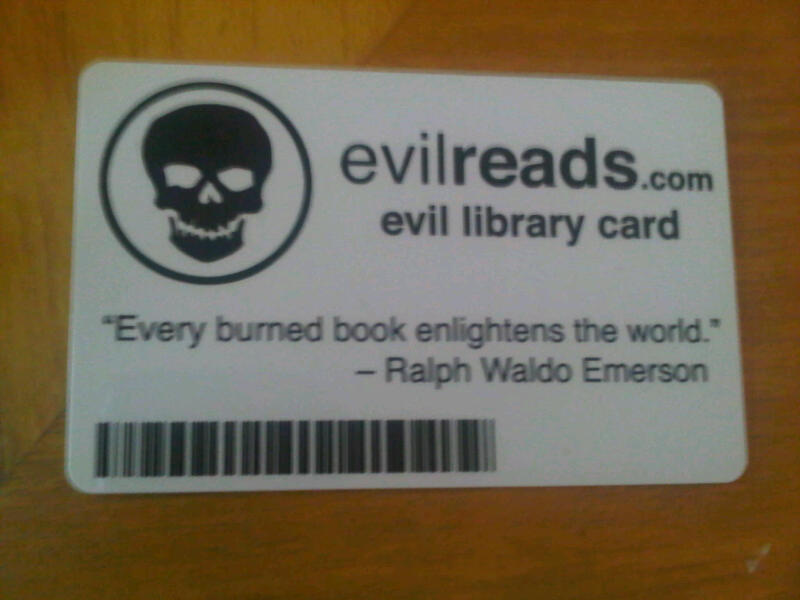 evilreads.com
evil library card
“Every burned book enlightens the world.”
– Ralph Waldo Emerson